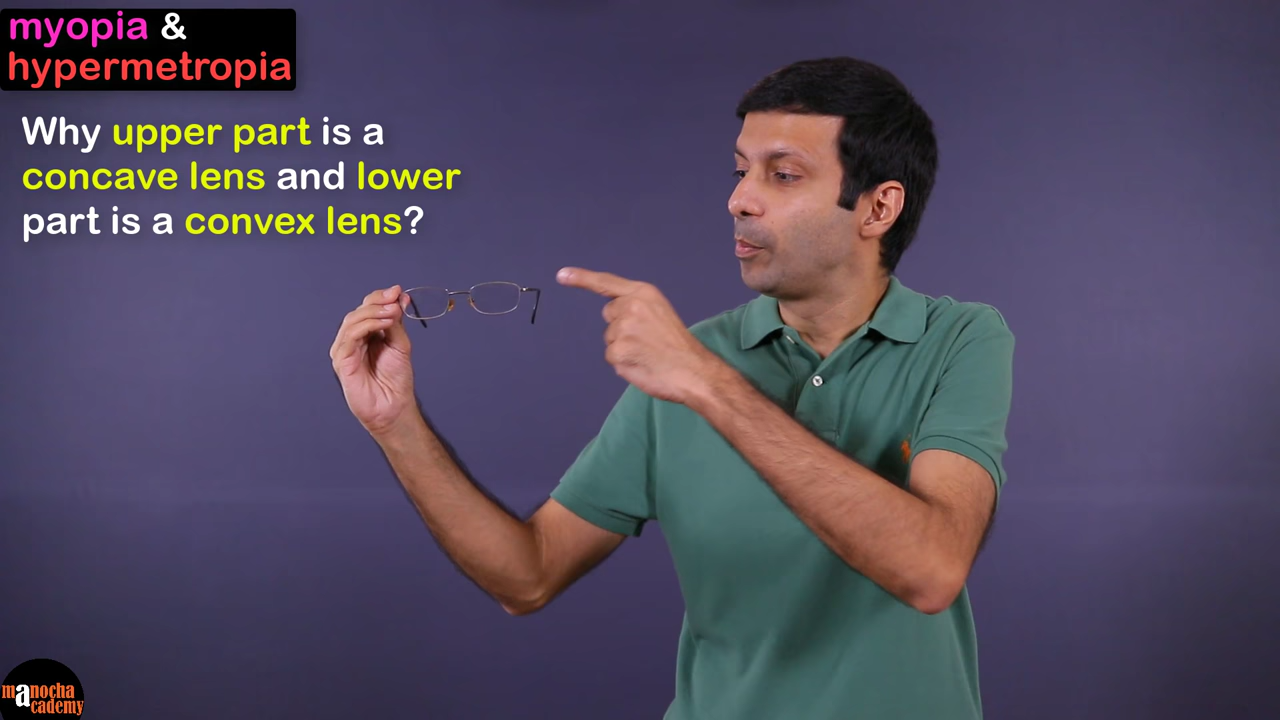 myopia &
hypermetropia
Why upper part is a
concave lens and lower
part is a convex lens?
manocha
academy